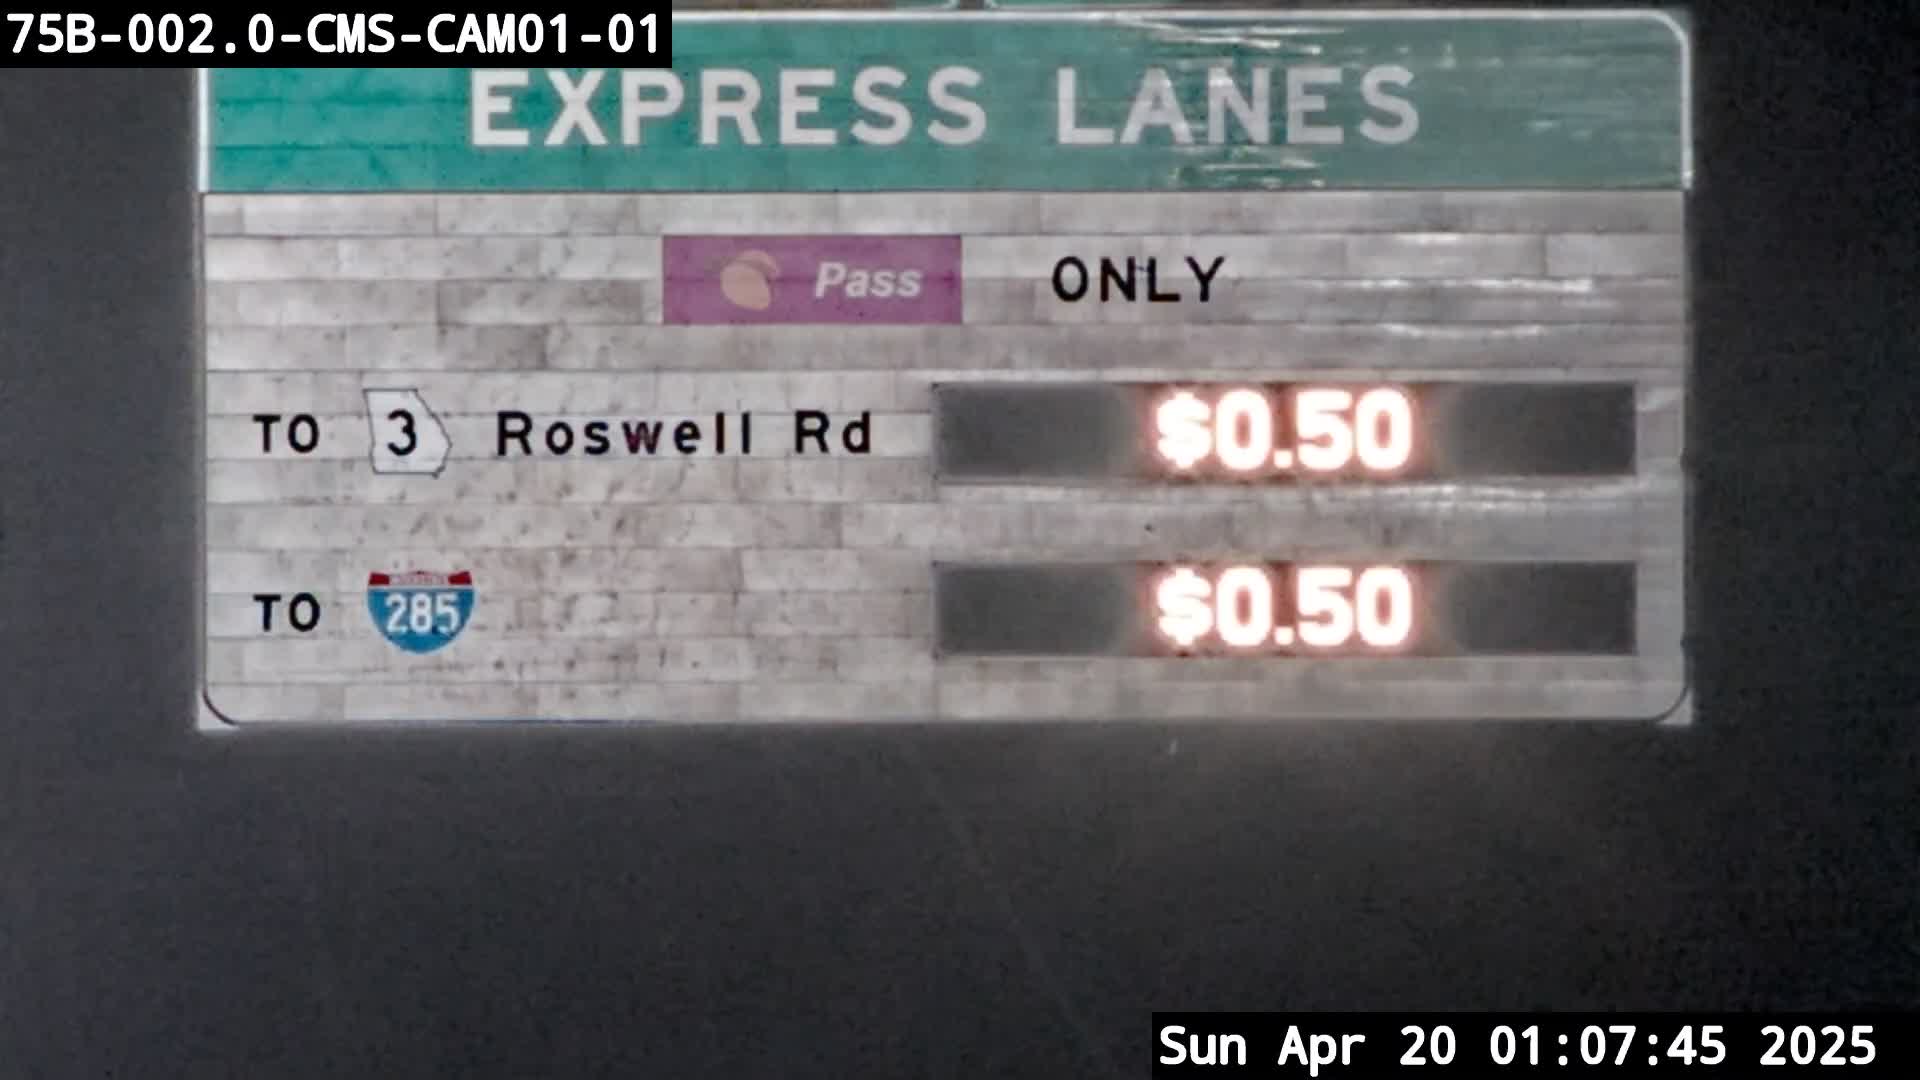 75B-002.0-CMS-CAM01-01
EXPRESS LANES
Pass ONLY
TO 3 Roswell Rd $0.50
TO 285 $0.50
Sun Apr 20 01:07:45 2025